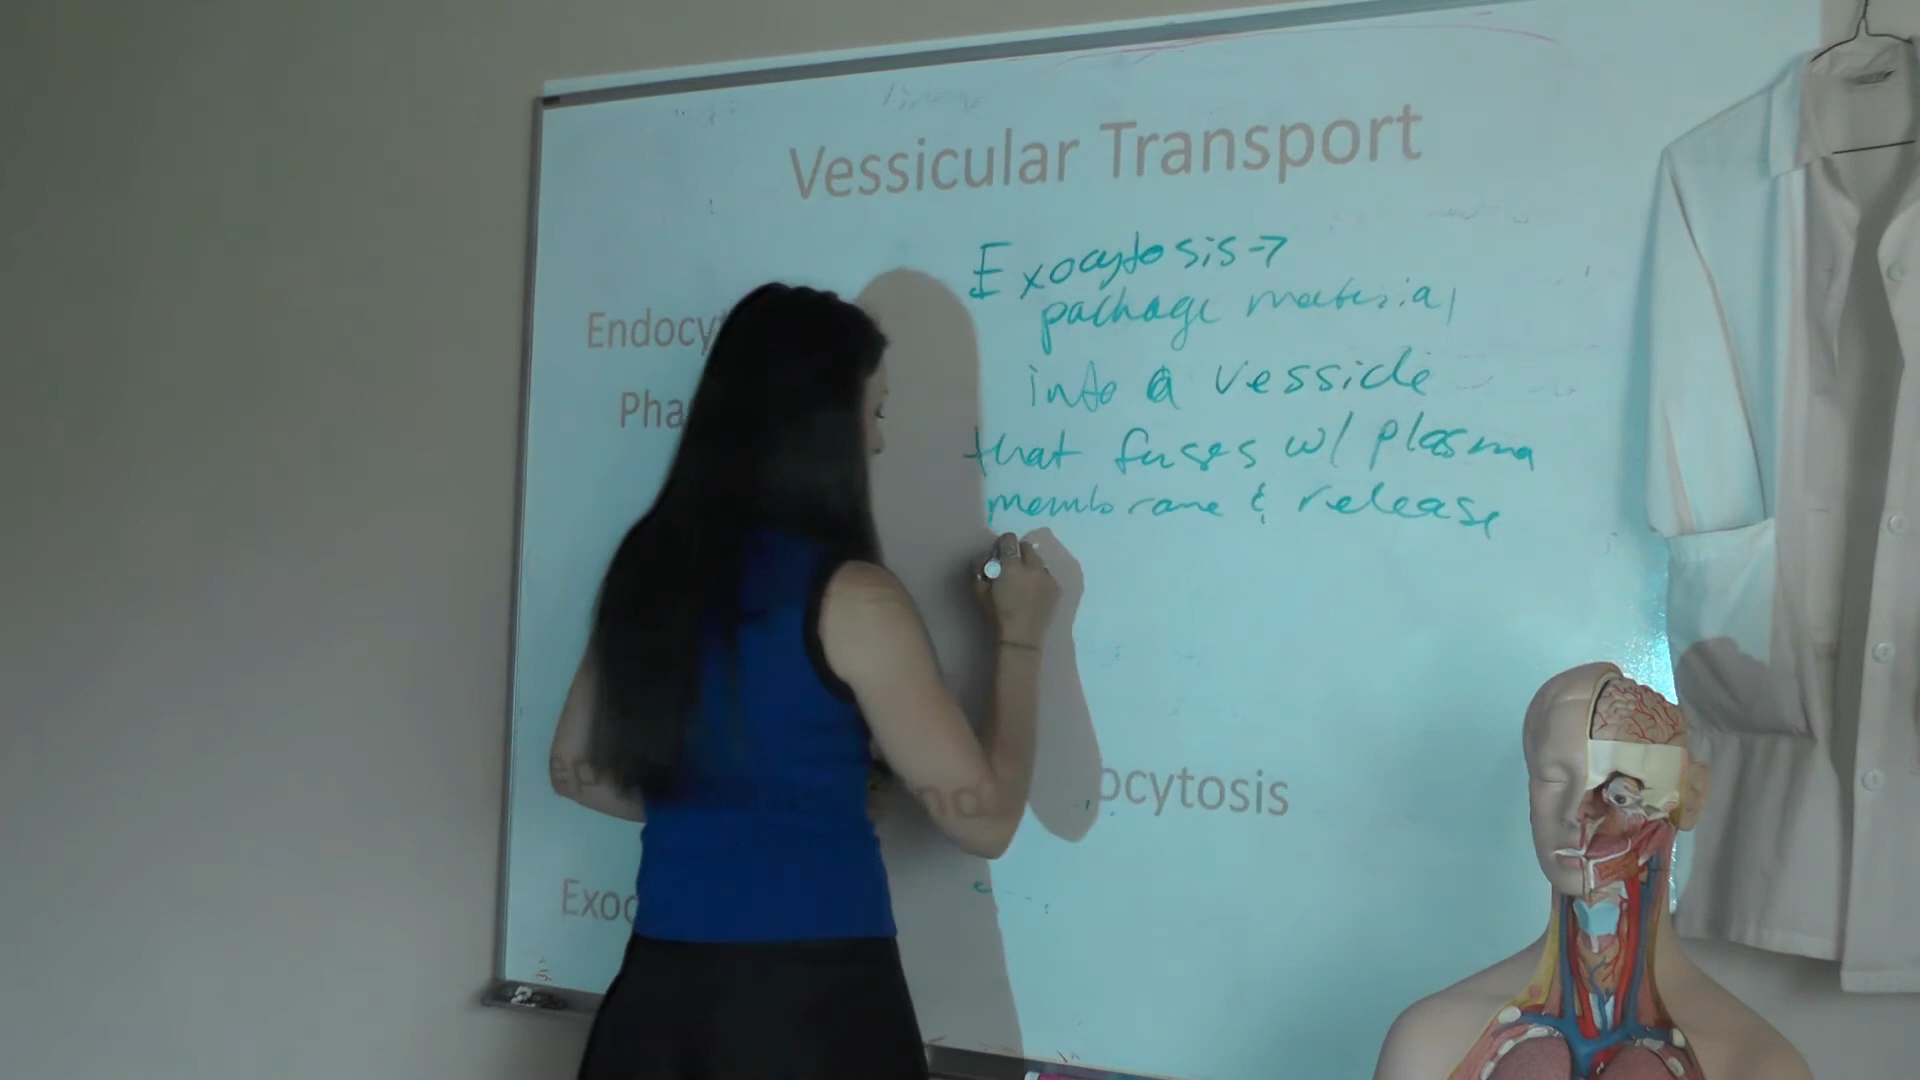 Vessicular Transport
Exocytosis →
package material
into a vessicle
that fuses w/ plasma
membrane & release
Endocy
Pha
ocytosis
Exoc